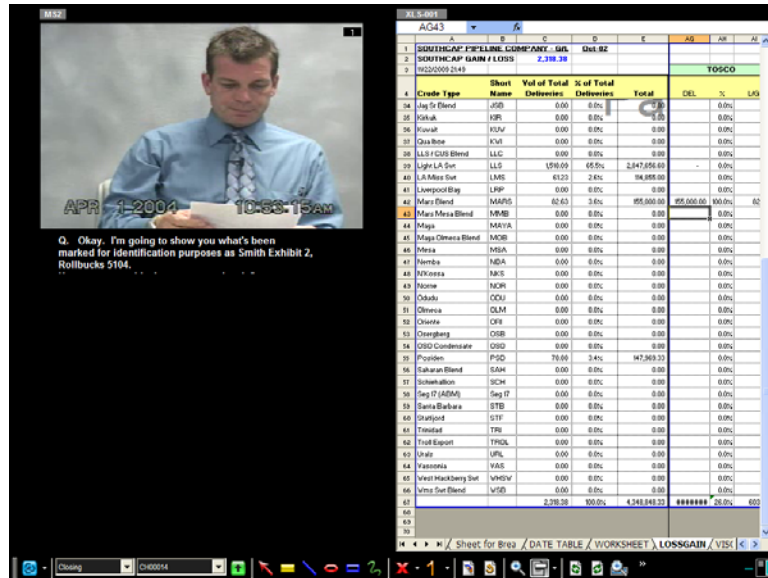 M52
1
APR 1 2004 10:53:15AM
Q. Okay. I'm going to show you what's been
marked for identification purposes as Smith Exhibit 2,
Rollbucks 5104.
XLS-001
AG43 fx
A B C D E AG AH AI
1 SOUTHCAP PIPELINE COMPANY - G/L Oct-02
2 SOUTHCAP GAIN / LOSS 2,318.38
3 TOSCO
4 Crude Type Short Name Vol of Total Deliveries % of Total Deliveries Total DEL %
34 Jag Sr Blend JSB 0.00 0.0% 0.00 0.0%
35 Kirkuk KIR 0.00 0.0% 0.00 0.0%
36 Kuwait KUW 0.00 0.0% 0.00 0.0%
37 Qua Iboe KWI 0.00 0.0% 0.00 0.0%
38 LLS / CUS Blend LLC 0.00 0.0% 0.00 0.0%
39 Light LA Swt LLS 1,510.09 65.5% 2,847,656.60 - 0.0%
40 LA Miss Swt LMS 61.23 2.6% 114,855.00 0.0%
41 Liverpool Bay LRP 0.00 0.0% 0.00 0.0%
42 Mars Blend MARS 82.63 3.6% 155,000.00 155,000.00 100.0% 82
43 Mars Mesa Blend MMB 0.00 0.0% 0.00 0.0%
44 Maya MAYA 0.00 0.0% 0.00 0.0%
45 Maya Olmesa Blend MOB 0.00 0.0% 0.00 0.0%
46 Mesa MSA 0.00 0.0% 0.00 0.0%
47 Nemba NDA 0.00 0.0% 0.00 0.0%
48 N'Kossa NKS 0.00 0.0% 0.00 0.0%
49 Norne NOR 0.00 0.0% 0.00 0.0%
50 Odudu ODU 0.00 0.0% 0.00 0.0%
51 Olmeca OLM 0.00 0.0% 0.00 0.0%
52 Oriente ORI 0.00 0.0% 0.00 0.0%
53 Osergberg OSB 0.00 0.0% 0.00 0.0%
54 OSO Condensate OSO 0.00 0.0% 0.00 0.0%
55 Posiden PSD 78.88 3.4% 147,969.33 0.0%
56 Saharan Blend SAH 0.00 0.0% 0.00 0.0%
57 Schiehallion SCH 0.00 0.0% 0.00 0.0%
58 Seg 17 (ABM) Seg 17 0.00 0.0% 0.00 0.0%
59 Santa Barbara STB 0.00 0.0% 0.00 0.0%
60 Statfjord STF 0.00 0.0% 0.00 0.0%
61 Trinidad TRI 0.00 0.0% 0.00 0.0%
62 Troll Export TROL 0.00 0.0% 0.00 0.0%
63 Urals URL 0.00 0.0% 0.00 0.0%
64 Vasconia VAS 0.00 0.0% 0.00 0.0%
65 West Hackberry Swt WHSW 0.00 0.0% 0.00 0.0%
66 Wms Swt Blend WSB 0.00 0.0% 0.00 0.0%
67 2,318.38 100.0% 4,348,848.33 ####### 26.0% 603
68
69
70
Sheet for Brea DATE TABLE WORKSHEET LOSSGAIN VISC
Closing CH00014